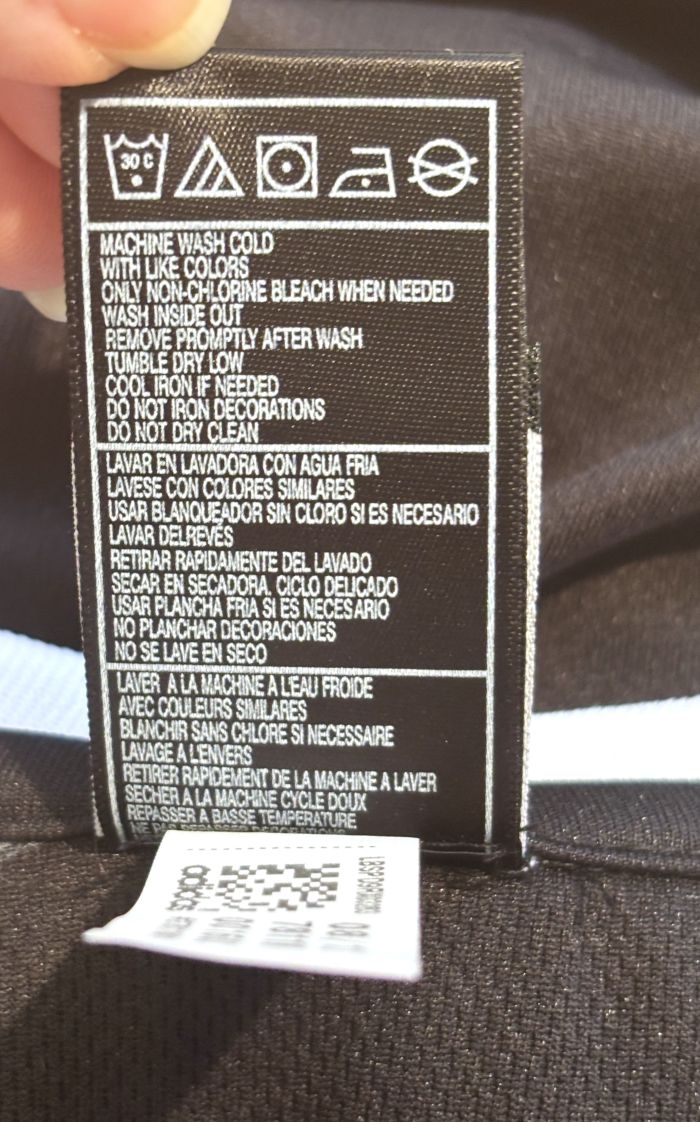 30 C
MACHINE WASH COLD
WITH LIKE COLORS
ONLY NON-CHLORINE BLEACH WHEN NEEDED
WASH INSIDE OUT
REMOVE PROMPTLY AFTER WASH
TUMBLE DRY LOW
COOL IRON IF NEEDED
DO NOT IRON DECORATIONS
DO NOT DRY CLEAN
LAVAR EN LAVADORA CON AGUA FRIA
LAVESE CON COLORES SIMILARES
USAR BLANQUEADOR SIN CLORO SI ES NECESARIO
LAVAR DELREVÉS
RETIRAR RAPIDAMENTE DEL LAVADO
SECAR EN SECADORA, CICLO DELICADO
USAR PLANCHA FRIA SI ES NECESARIO
NO PLANCHAR DECORACIONES
NO SE LAVE EN SECO
LAVER A LA MACHINE A L'EAU FROIDE
AVEC COULEURS SIMILAIRES
BLANCHIR SANS CHLORE SI NECESSAIRE
LAVAGE A L'ENVERS
RETIRER RAPIDEMENT DE LA MACHINE A LAVER
SECHER A LA MACHINE CYCLE DOUX
REPASSER A BASSE TEMPERATURE
NE PAS REPASSER DECORATIONS
adidas